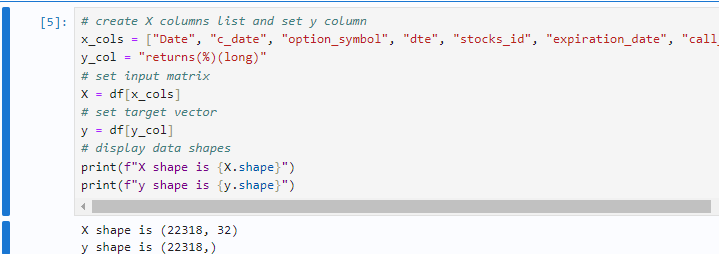 [5]: # create X columns list and set y column
x_cols = ["Date", "c_date", "option_symbol", "dte", "stocks_id", "expiration_date", "call_
y_col = "returns(%)(long)"
# set input matrix
X = df[x_cols]
# set target vector
y = df[y_col]
# display data shapes
print(f"X shape is {X.shape}")
print(f"y shape is {y.shape}")
X shape is (22318, 32)
y shape is (22318,)